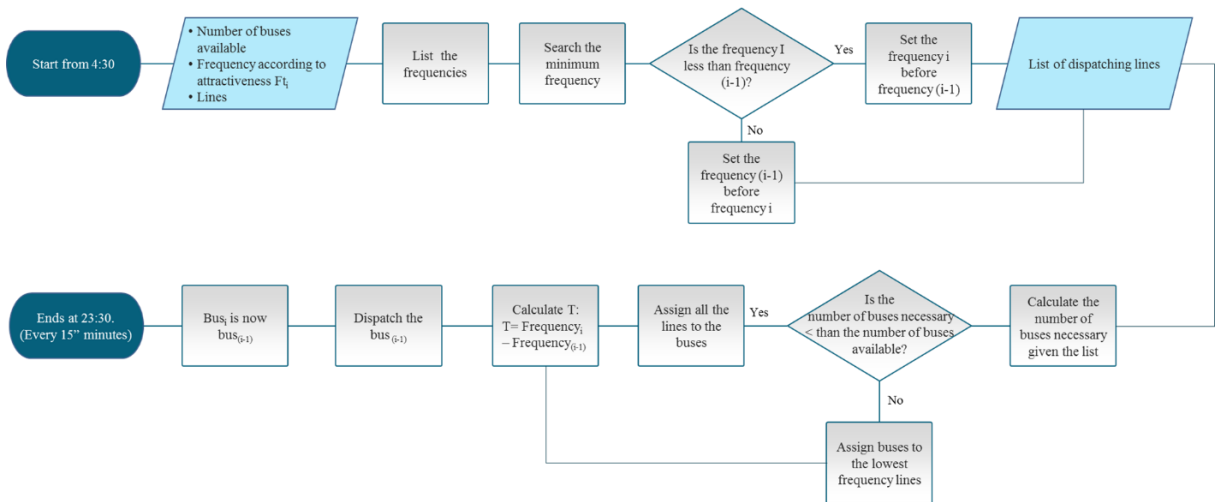 Start from 4:30
• Number of buses
available
• Frequency according to
attractiveness Ftᵢ
• Lines
List the
frequencies
Search the
minimum
frequency
Is the frequency I
less than frequency
(i-1)?
Yes
Set the
frequency i
before
frequency (i-1)
List of dispatching lines
No
Set the
frequency (i-1)
before
frequency i
Ends at 23:30.
(Every 15” minutes)
Busᵢ is now
bus₍ᵢ₋₁₎
Dispatch the
bus ₍ᵢ₋₁₎
Calculate T:
T= Frequencyᵢ
– Frequency₍ᵢ₋₁₎
Assign all the
lines to the
buses
Yes
Is the
number of buses necessary
< than the number of buses
available?
Calculate the
number of
buses necessary
given the list
No
Assign buses to
the lowest
frequency lines